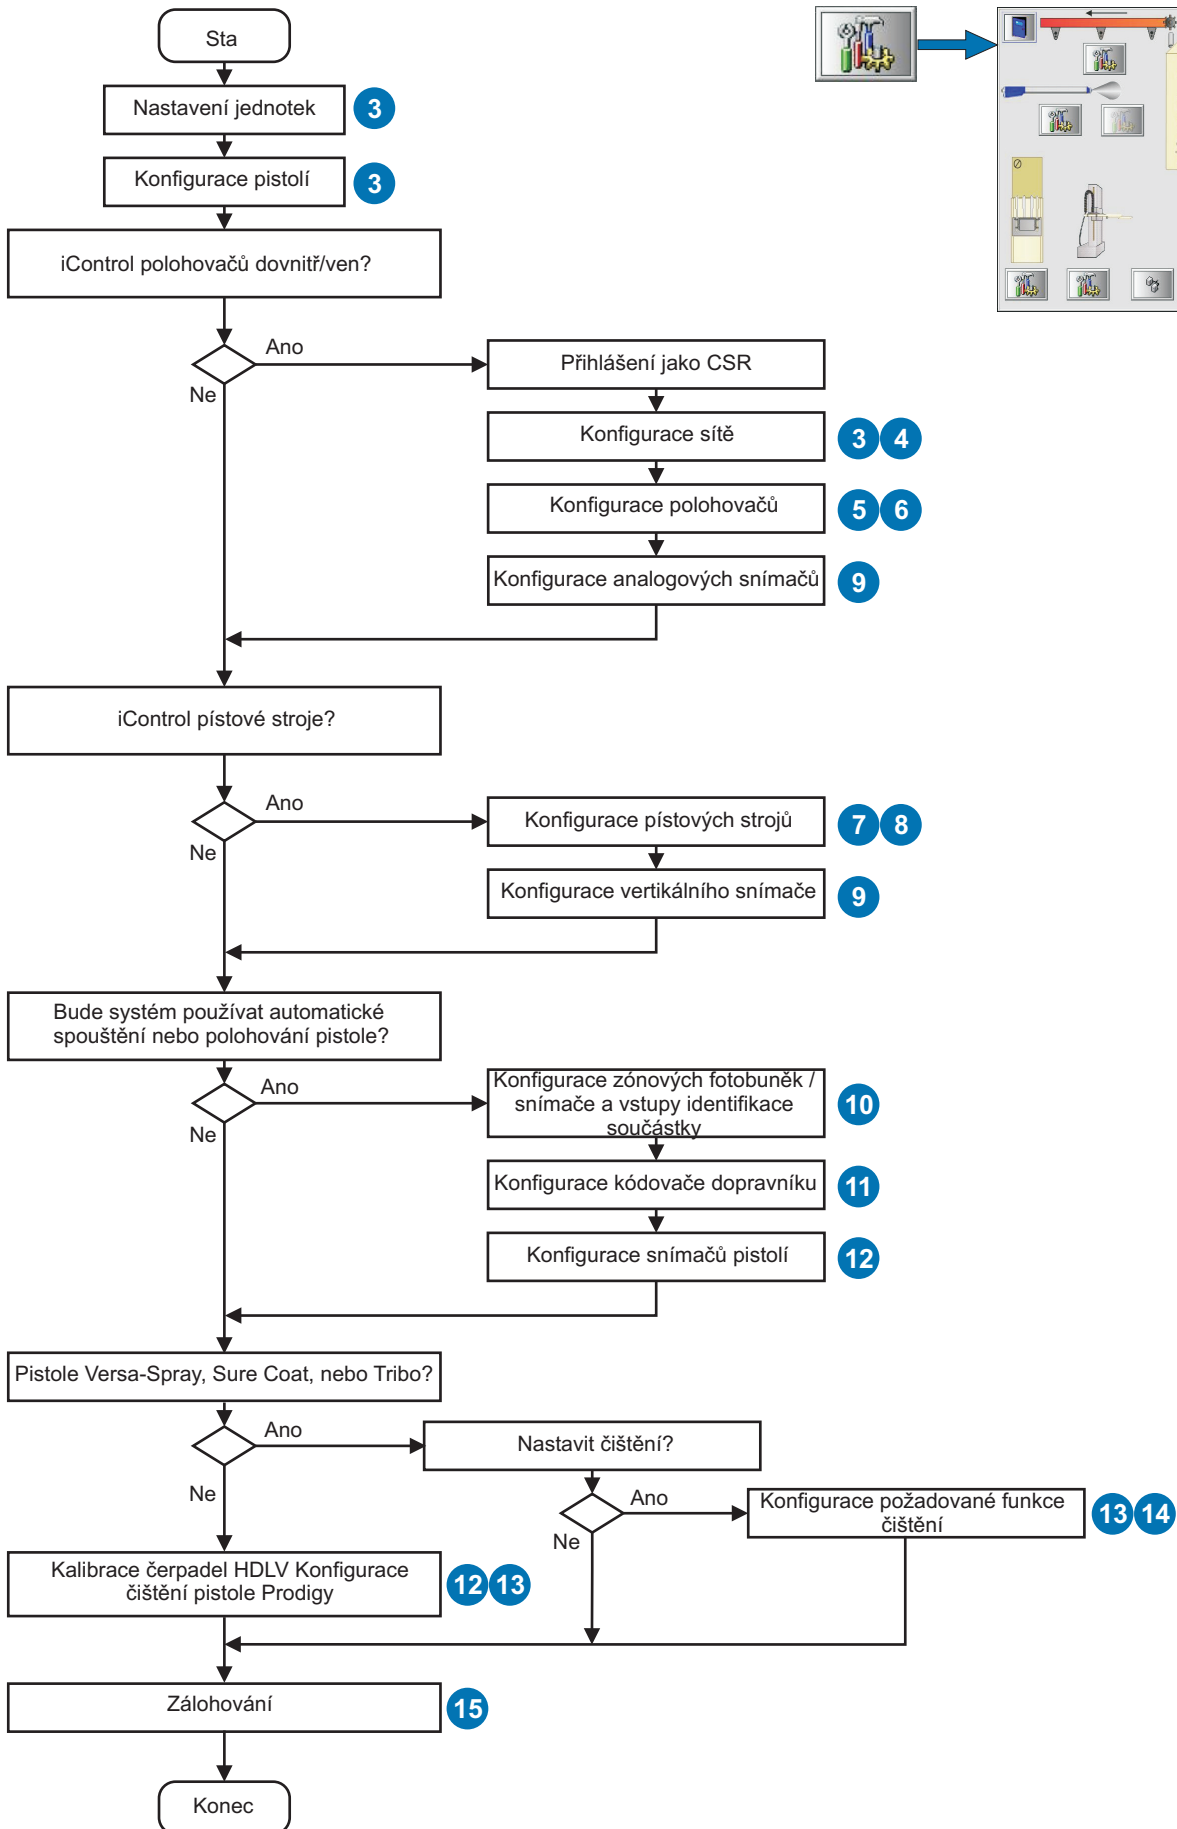 Sta
Nastavení jednotek
3
Konfigurace pistolí
3
iControl polohovačů dovnitř/ven?
Ano
Ne
Přihlášení jako CSR
Konfigurace sítě
3 4
Konfigurace polohovačů
5 6
Konfigurace analogových snímačů
9
iControl pístové stroje?
Ano
Ne
Konfigurace pístových strojů
7 8
Konfigurace vertikálního snímače
9
Bude systém používat automatické
spouštění nebo polohování pistole?
Ano
Ne
Konfigurace zónových fotobuněk /
snímače a vstupy identifikace
součástky
10
Konfigurace kódovače dopravníku
11
Konfigurace snímačů pistolí
12
Pistole Versa-Spray, Sure Coat, nebo Tribo?
Ano
Ne
Nastavit čištění?
Ano
Ne
Konfigurace požadované funkce
čištění
13 14
Kalibrace čerpadel HDLV Konfigurace
čištění pistole Prodigy
12 13
Zálohování
15
Konec